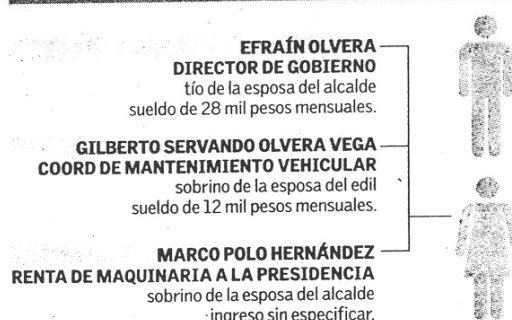 EFRAÍN OLVERA
DIRECTOR DE GOBIERNO
tío de la esposa del alcalde
sueldo de 28 mil pesos mensuales.
GILBERTO SERVANDO OLVERA VEGA
COORD DE MANTENIMIENTO VEHICULAR
sobrino de la esposa del edil
sueldo de 12 mil pesos mensuales.
MARCO POLO HERNÁNDEZ
RENTA DE MAQUINARIA A LA PRESIDENCIA
sobrino de la esposa del alcalde
ingreso sin especificar.